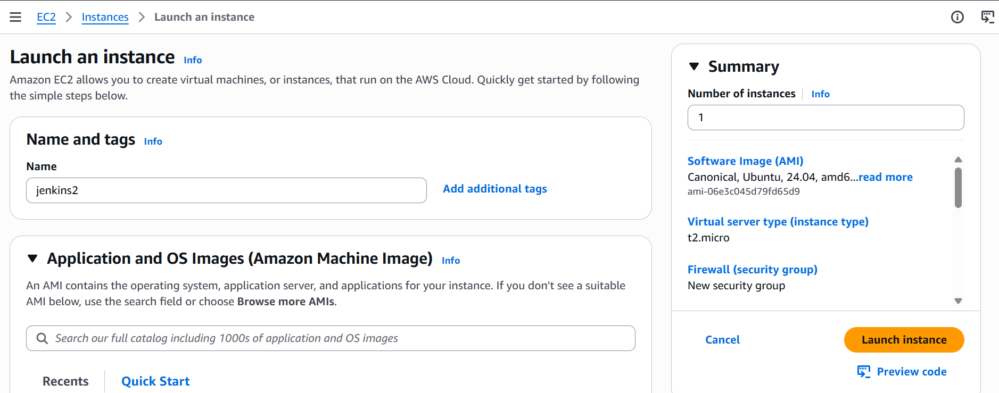 EC2 Instances Launch an instance
Launch an instance Info
Amazon EC2 allows you to create virtual machines, or instances, that run on the AWS Cloud. Quickly get started by following
the simple steps below.
Name and tags Info
Name
jenkins2
Add additional tags
Application and OS Images (Amazon Machine Image) Info
An AMI contains the operating system, application server, and applications for your instance. If you don't see a suitable
AMI below, use the search field or choose Browse more AMIs.
Search our full catalog including 1000s of application and OS images
Recents
Quick Start
Summary
Number of instances Info
1
Software Image (AMI)
Canonical, Ubuntu, 24.04, amd6...read more
ami-06e3c045d79fd65d9
Virtual server type (instance type)
t2.micro
Firewall (security group)
New security group
Cancel
Launch instance
Preview code